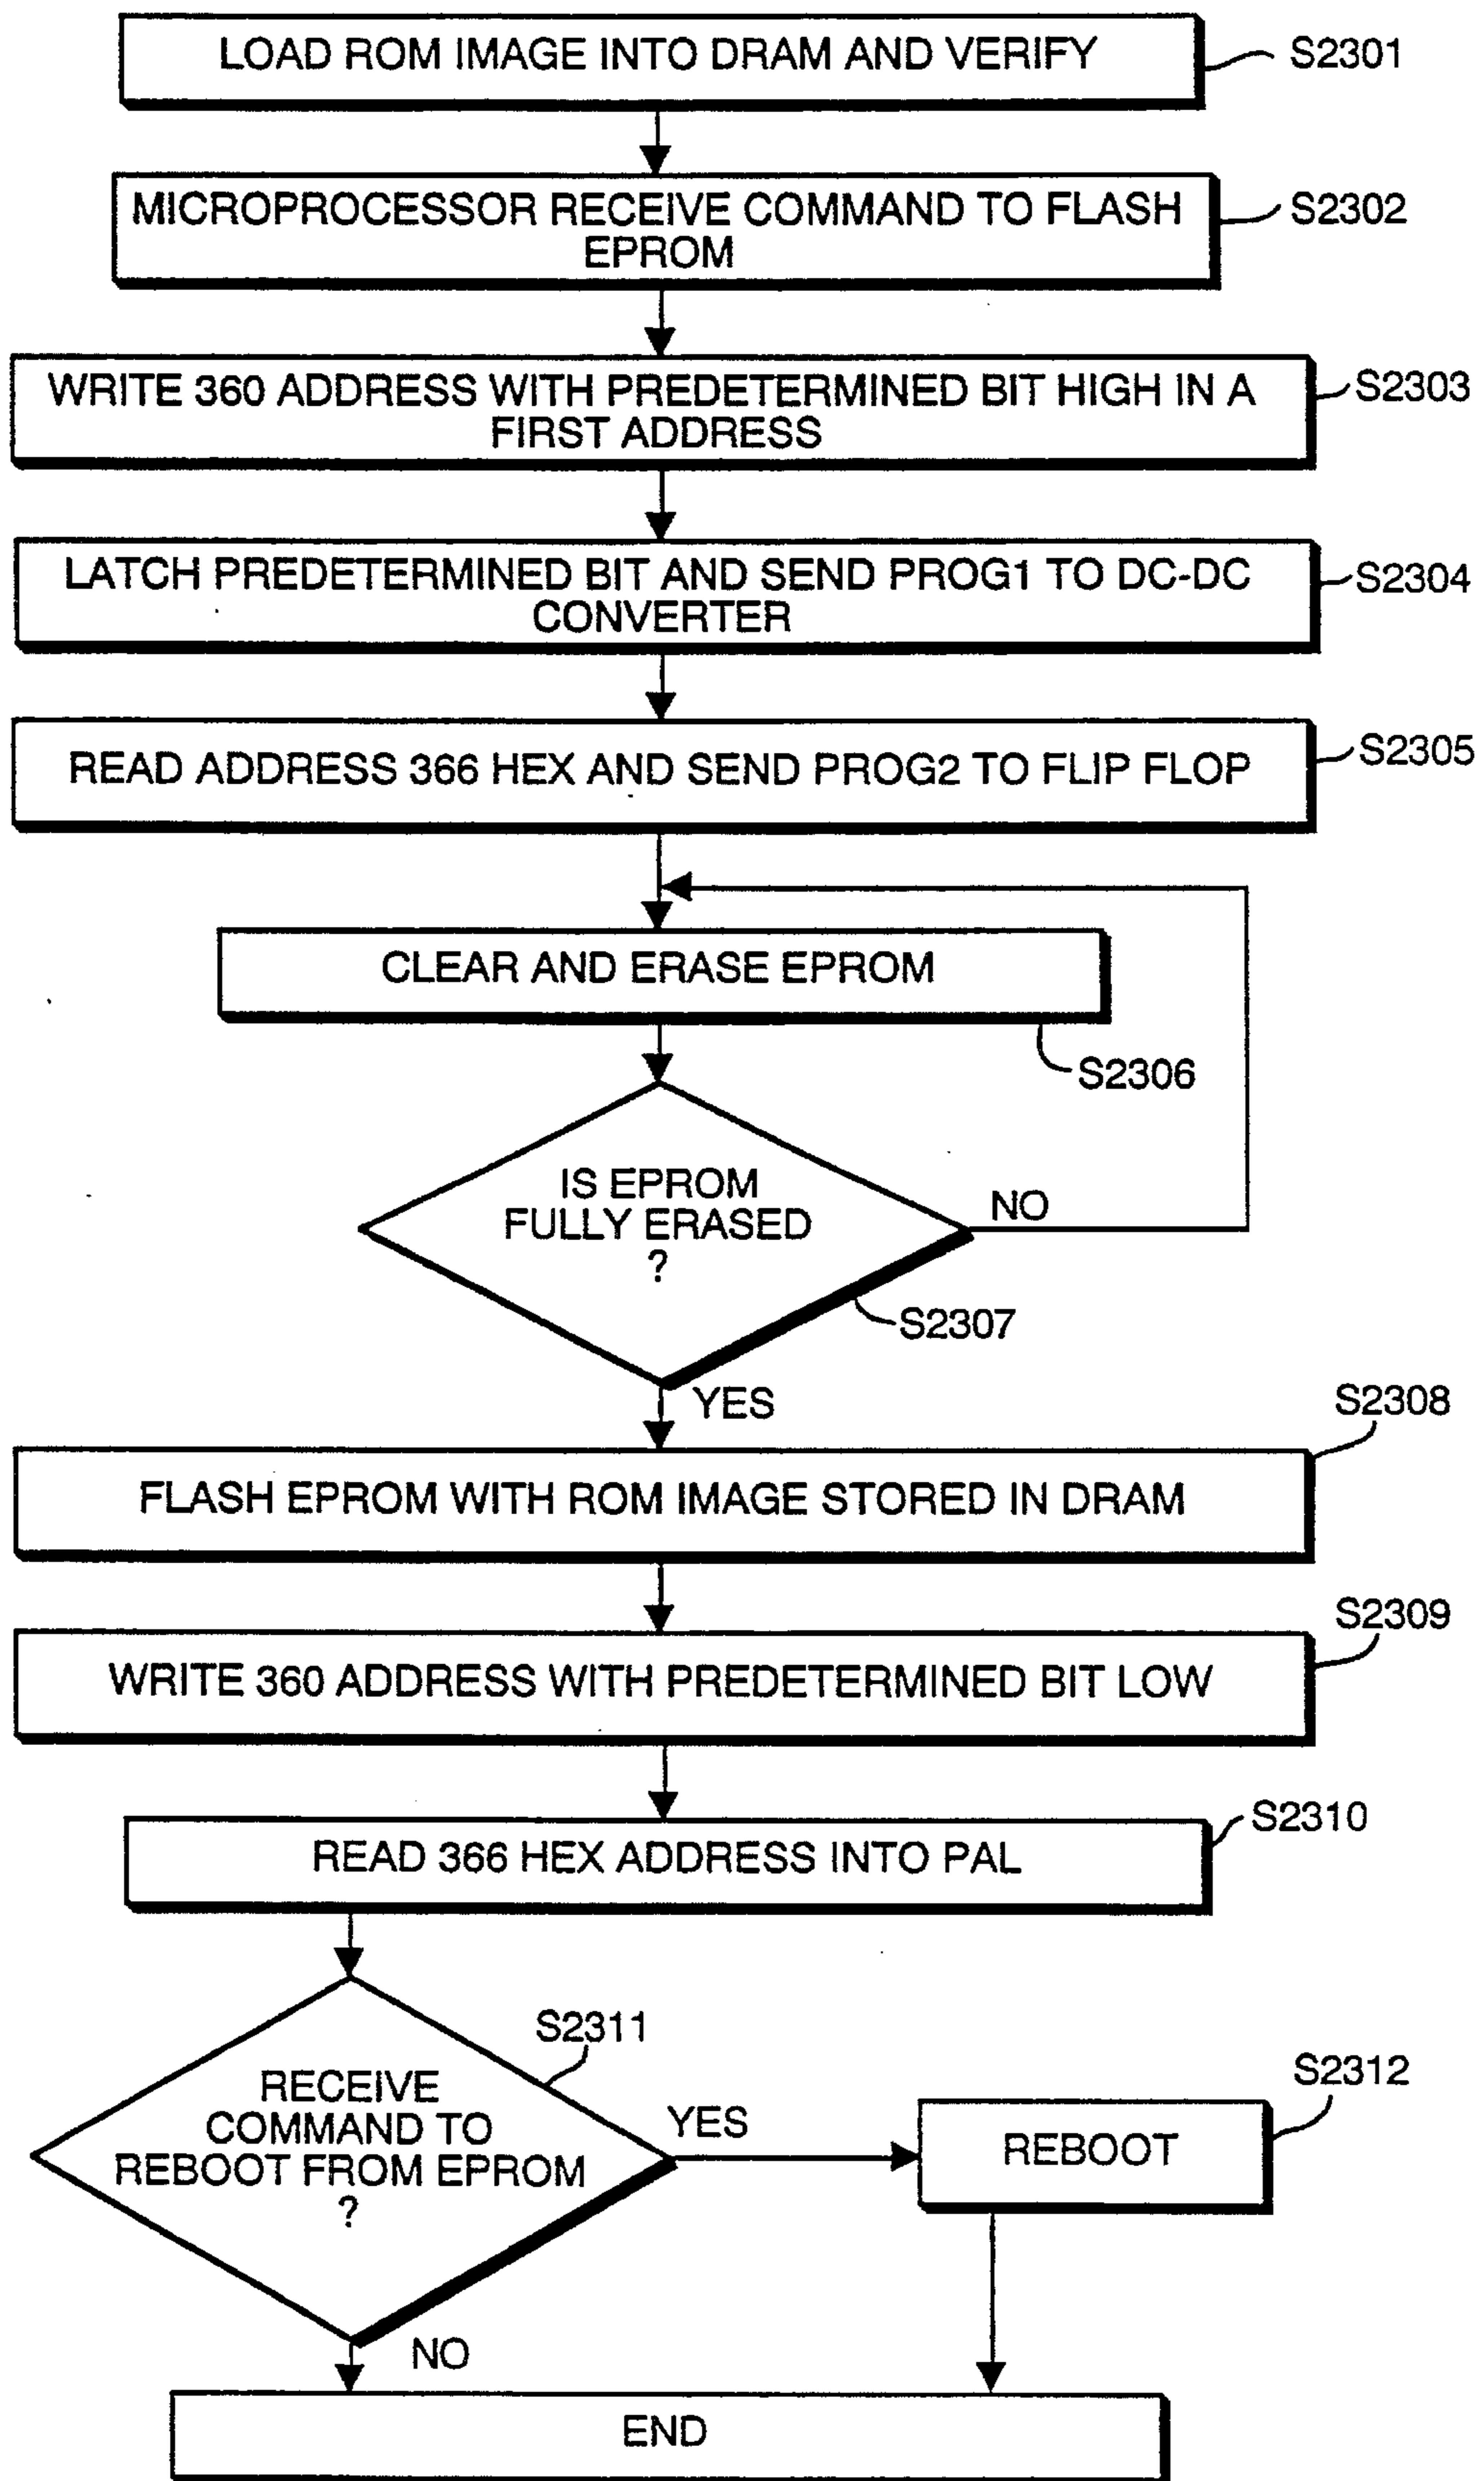 LOAD ROM IMAGE INTO DRAM AND VERIFY
S2301
MICROPROCESSOR RECEIVE COMMAND TO FLASH
EPROM
S2302
WRITE 360 ADDRESS WITH PREDETERMINED BIT HIGH IN A
FIRST ADDRESS
S2303
LATCH PREDETERMINED BIT AND SEND PROG1 TO DC-DC
CONVERTER
S2304
READ ADDRESS 366 HEX AND SEND PROG2 TO FLIP FLOP
S2305
CLEAR AND ERASE EPROM
S2306
IS EPROM
FULLY ERASED
?
NO
S2307
YES
S2308
FLASH EPROM WITH ROM IMAGE STORED IN DRAM
S2309
WRITE 360 ADDRESS WITH PREDETERMINED BIT LOW
S2310
READ 366 HEX ADDRESS INTO PAL
S2311
RECEIVE
COMMAND TO
REBOOT FROM EPROM
?
YES
S2312
REBOOT
NO
END